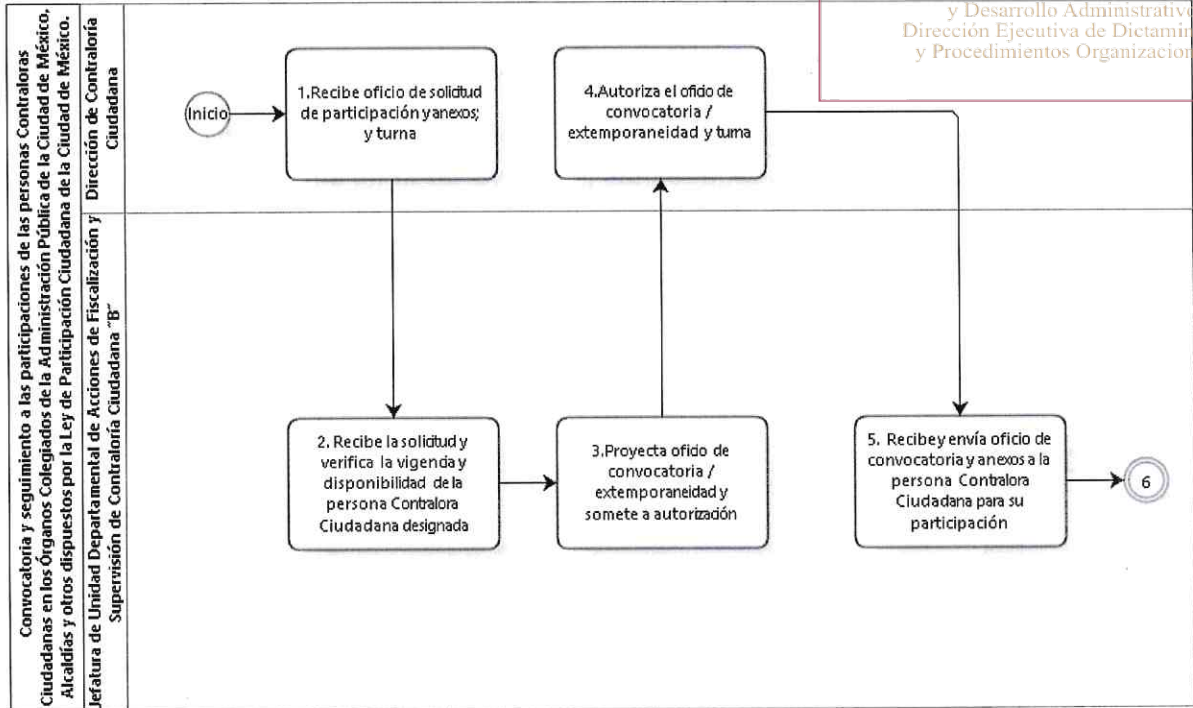 y Desarrollo Administrativo
Dirección Ejecutiva de Dictamin
y Procedimientos Organizacion
Convocatoria y seguimiento a las participaciones de las personas Contraloras
Ciudadanas en los Órganos Colegiados de la Administración Pública de la Ciudad de México,
Alcaldías y otros dispuestos por la Ley de Participación Ciudadana de la Ciudad de México.
Dirección de Contraloría
Ciudadana
Inicio
1.Recibe oficio de solicitud
de participación y anexos;
y turna
4.Autoriza el oficio de
convocatoria /
extemporaneidad y turna
Jefatura de Unidad Departamental de Acciones de Fiscalización y
Supervisión de Contraloría Ciudadana "B"
2. Recibe la solicitud y
verifica la vigencia y
disponibilidad de la
persona Contralora
Ciudadana designada
3.Proyecta oficio de
convocatoria /
extemporaneidad y
somete a autorización
5. Recibe y envía oficio de
convocatoria y anexos a la
persona Contralora
Ciudadana para su
participación
6